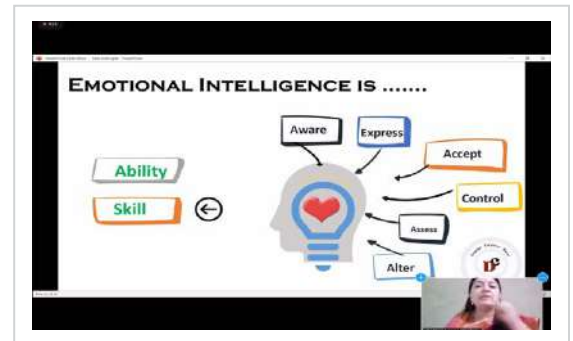 EMOTIONAL INTELLIGENCE IS .......
Aware
Express
Accept
Ability
Control
Skill
Assess
Alter